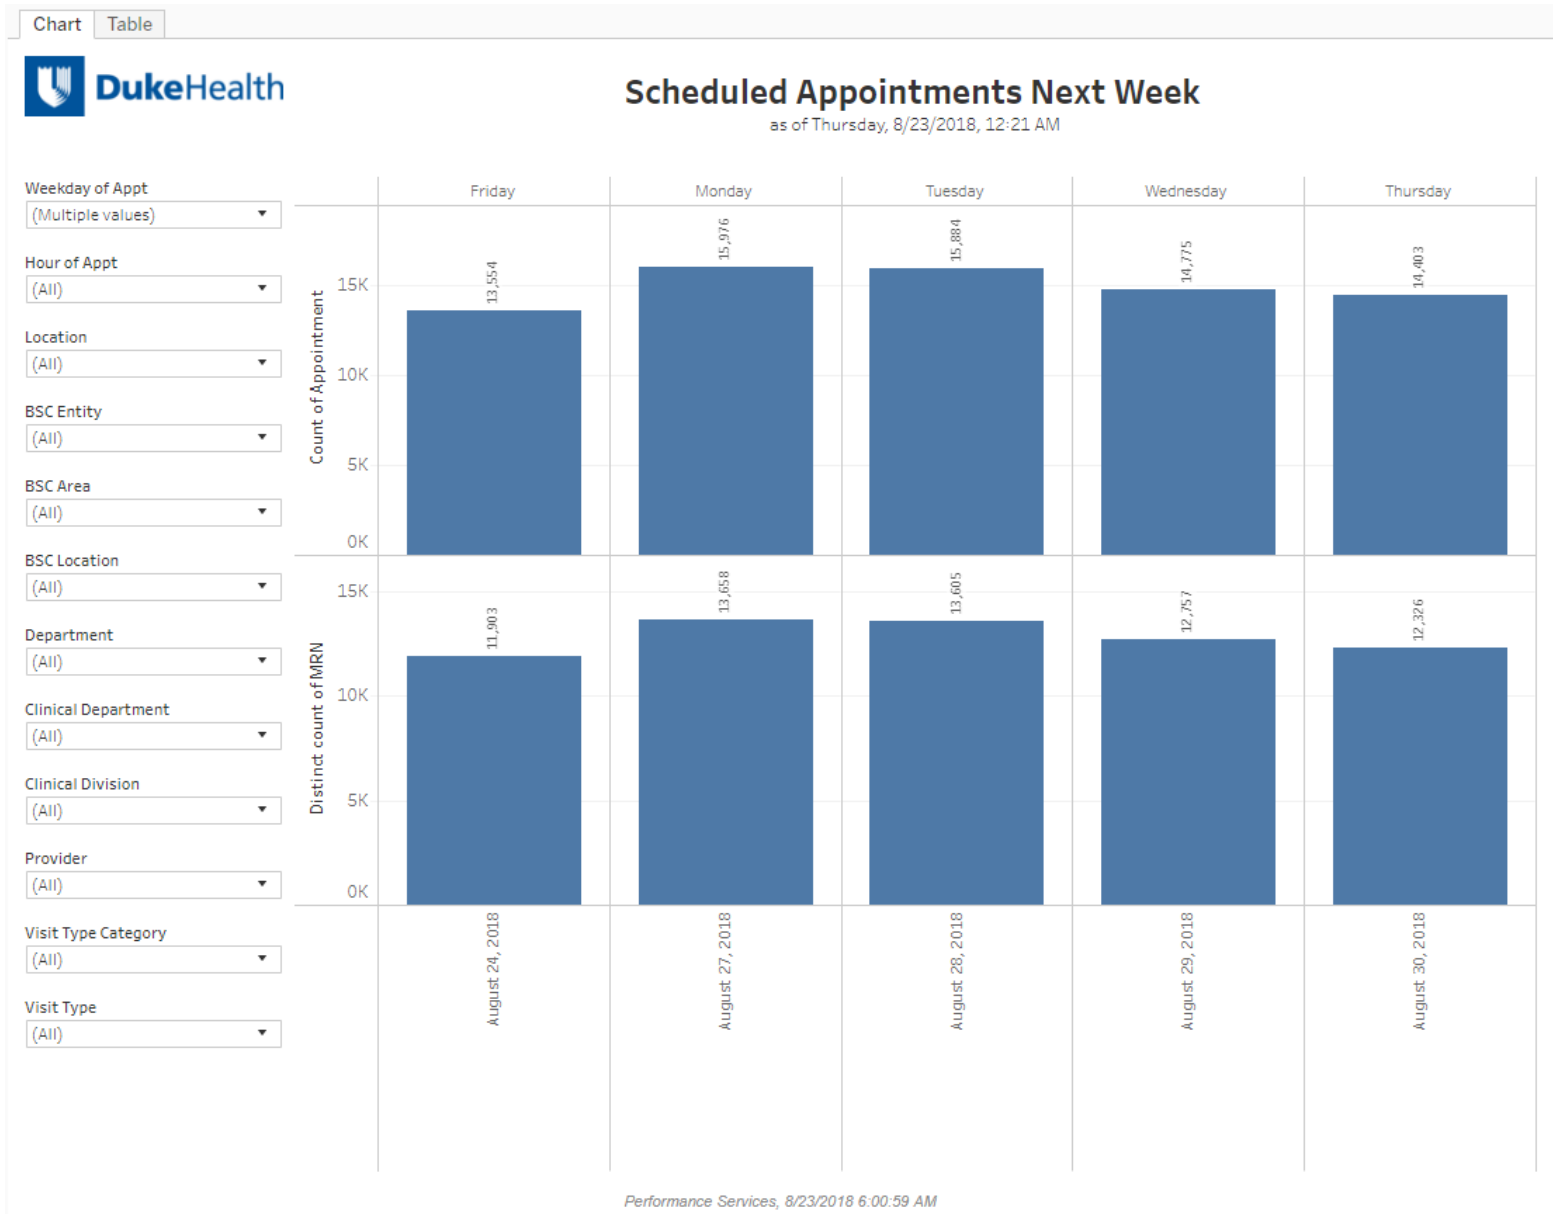 Chart Table
DukeHealth
Scheduled Appointments Next Week
as of Thursday, 8/23/2018, 12:21 AM
Weekday of Appt
(Multiple values)
Hour of Appt
(All)
Location
(All)
BSC Entity
(All)
BSC Area
(All)
BSC Location
(All)
Department
(All)
Clinical Department
(All)
Clinical Division
(All)
Provider
(All)
Visit Type Category
(All)
Visit Type
(All)
Friday Monday Tuesday Wednesday Thursday
Count of Appointment
15K
10K
5K
0K
13,554 15,976 15,884 14,775 14,403
Distinct count of MRN
15K
10K
5K
0K
11,903 13,658 13,605 12,757 12,326
August 24, 2018 August 27, 2018 August 28, 2018 August 29, 2018 August 30, 2018
Performance Services, 8/23/2018 6:00:59 AM